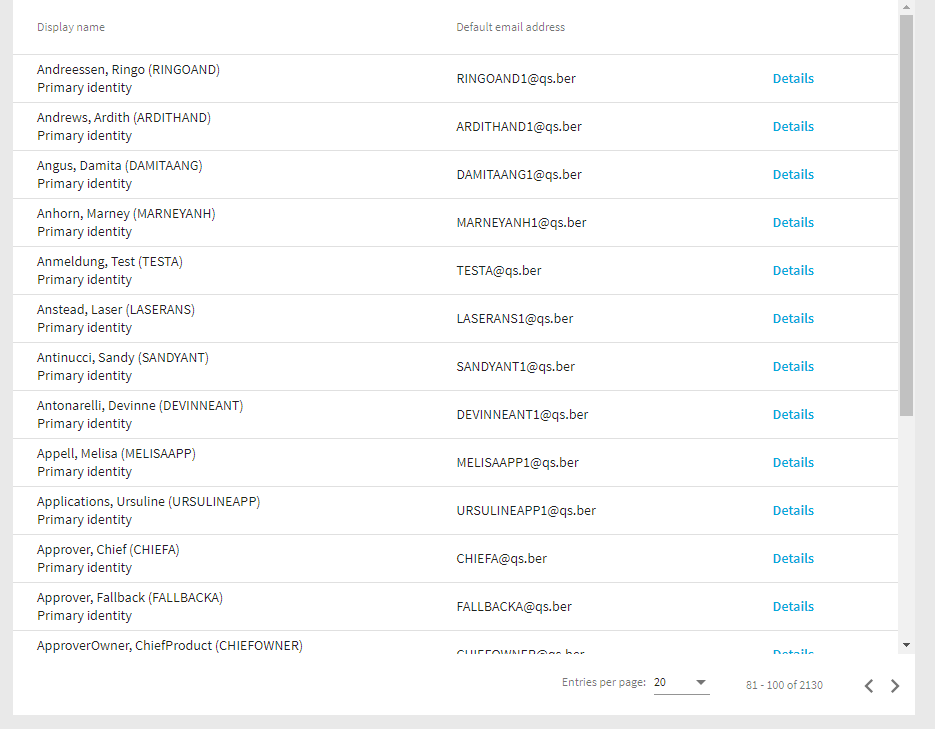 Display name Default email address
Andreessen, Ringo (RINGOAND)
Primary identity
RINGOAND1@qs.ber Details
Andrews, Ardith (ARDITHAND)
Primary identity
ARDITHAND1@qs.ber Details
Angus, Damita (DAMITAANG)
Primary identity
DAMITAANG1@qs.ber Details
Anhorn, Marney (MARNEYANH)
Primary identity
MARNEYANH1@qs.ber Details
Anmeldung, Test (TESTA)
Primary identity
TESTA@qs.ber Details
Anstead, Laser (LASERANS)
Primary identity
LASERANS1@qs.ber Details
Antinucci, Sandy (SANDYANT)
Primary identity
SANDYANT1@qs.ber Details
Antonarelli, Devinne (DEVINNEANT)
Primary identity
DEVINNEANT1@qs.ber Details
Appell, Melisa (MELISAAPP)
Primary identity
MELISAAPP1@qs.ber Details
Applications, Ursuline (URSULINEAPP)
Primary identity
URSULINEAPP1@qs.ber Details
Approver, Chief (CHIEFA)
Primary identity
CHIEFA@qs.ber Details
Approver, Fallback (FALLBACKA)
Primary identity
FALLBACKA@qs.ber Details
ApproverOwner, ChiefProduct (CHIEFOWNER)
CHIEFOWNER@qs.ber Details
Entries per page: 20 81 - 100 of 2130